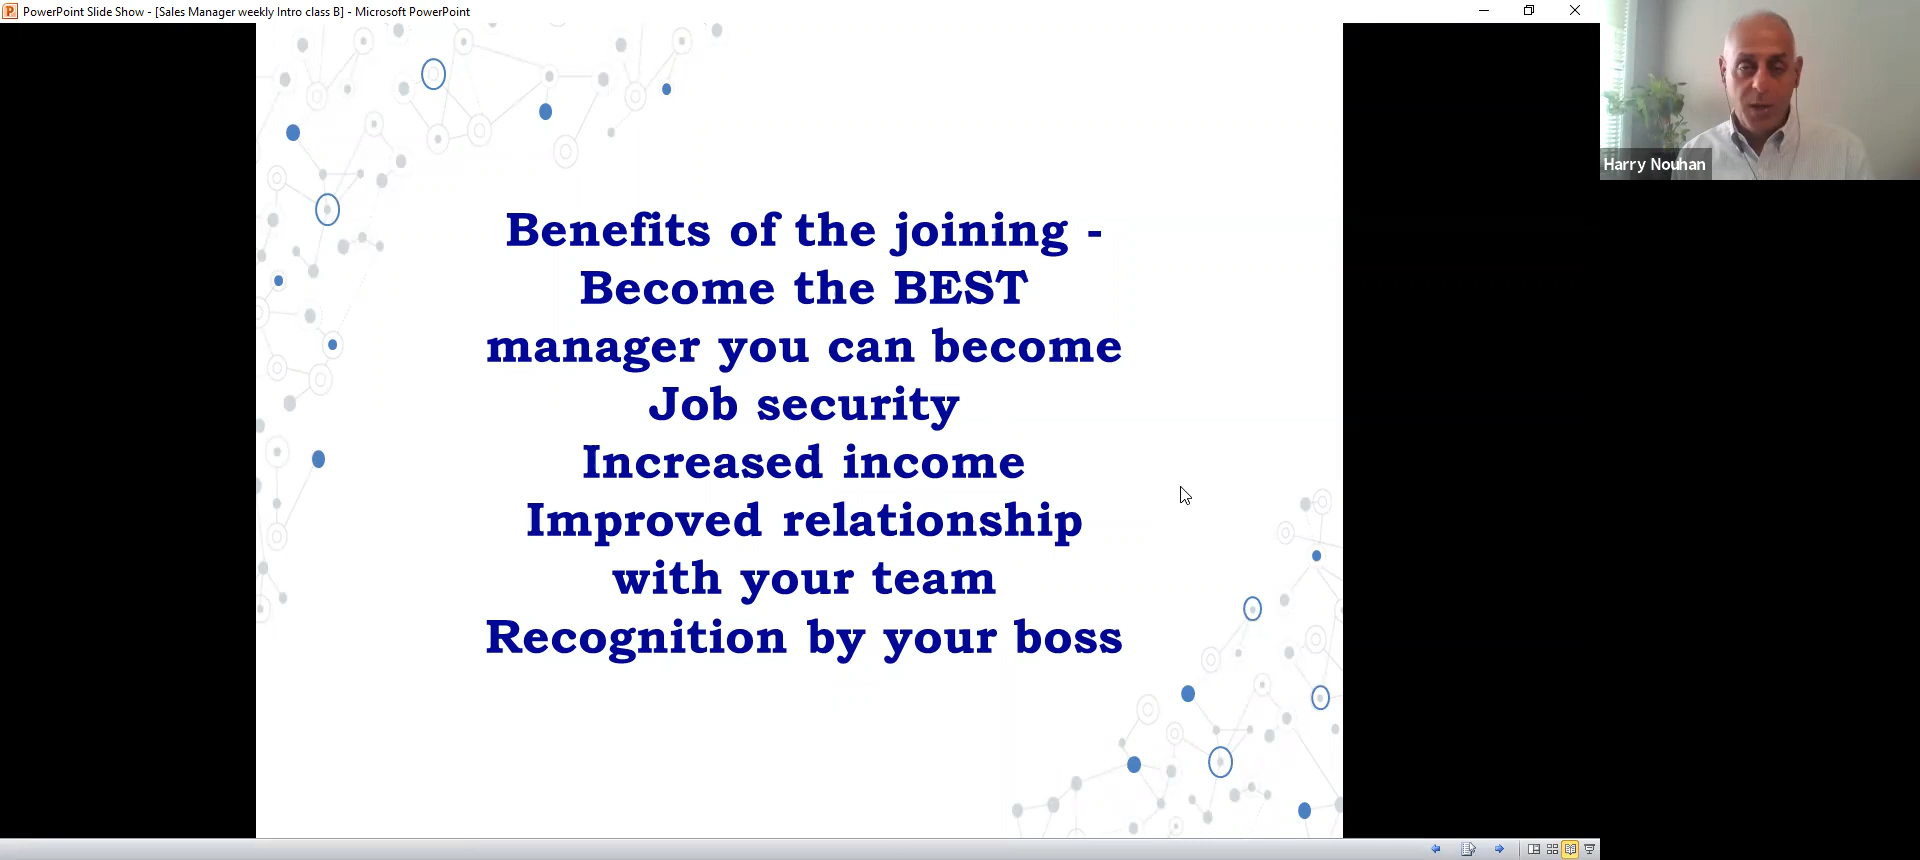 PowerPoint Slide Show - [Sales Manager weekly Intro class B] - Microsoft PowerPoint
Harry Nouhan
Benefits of the joining -
Become the BEST
manager you can become
Job security
Increased income
Improved relationship
with your team
Recognition by your boss